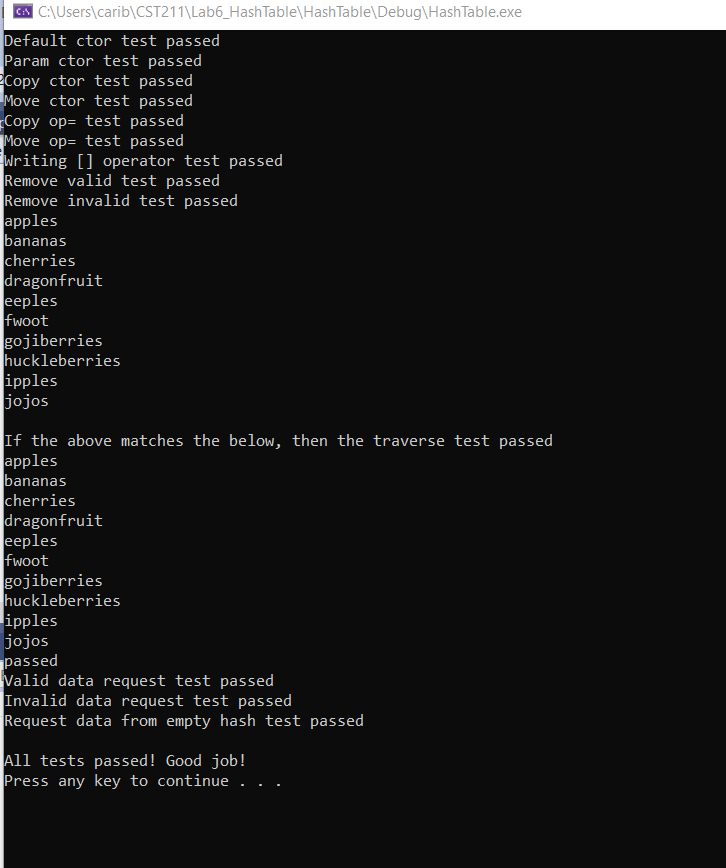 C:\Users\carib\CST211\Lab6_HashTable\HashTable\Debug\HashTable.exe
Default ctor test passed
Param ctor test passed
Copy ctor test passed
Move ctor test passed
Copy op= test passed
Move op= test passed
Writing [] operator test passed
Remove valid test passed
Remove invalid test passed
apples
bananas
cherries
dragonfruit
eeples
fwoot
gojiberries
huckleberries
ipples
jojos

If the above matches the below, then the traverse test passed
apples
bananas
cherries
dragonfruit
eeples
fwoot
gojiberries
huckleberries
ipples
jojos
passed
Valid data request test passed
Invalid data request test passed
Request data from empty hash test passed

All tests passed! Good job!
Press any key to continue . . .